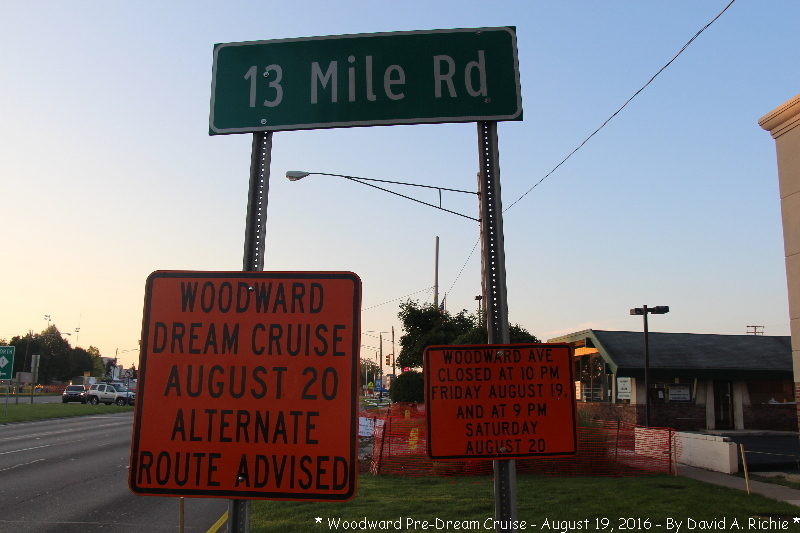 13 Mile Rd
WOODWARD
DREAM CRUISE
AUGUST 20
ALTERNATE
ROUTE ADVISED
WOODWARD AVE
CLOSED AT 10 PM
FRIDAY AUGUST 19,
AND AT 9 PM
SATURDAY
AUGUST 20
* Woodward Pre-Dream Cruise - August 19, 2016 - By David A. Richie *